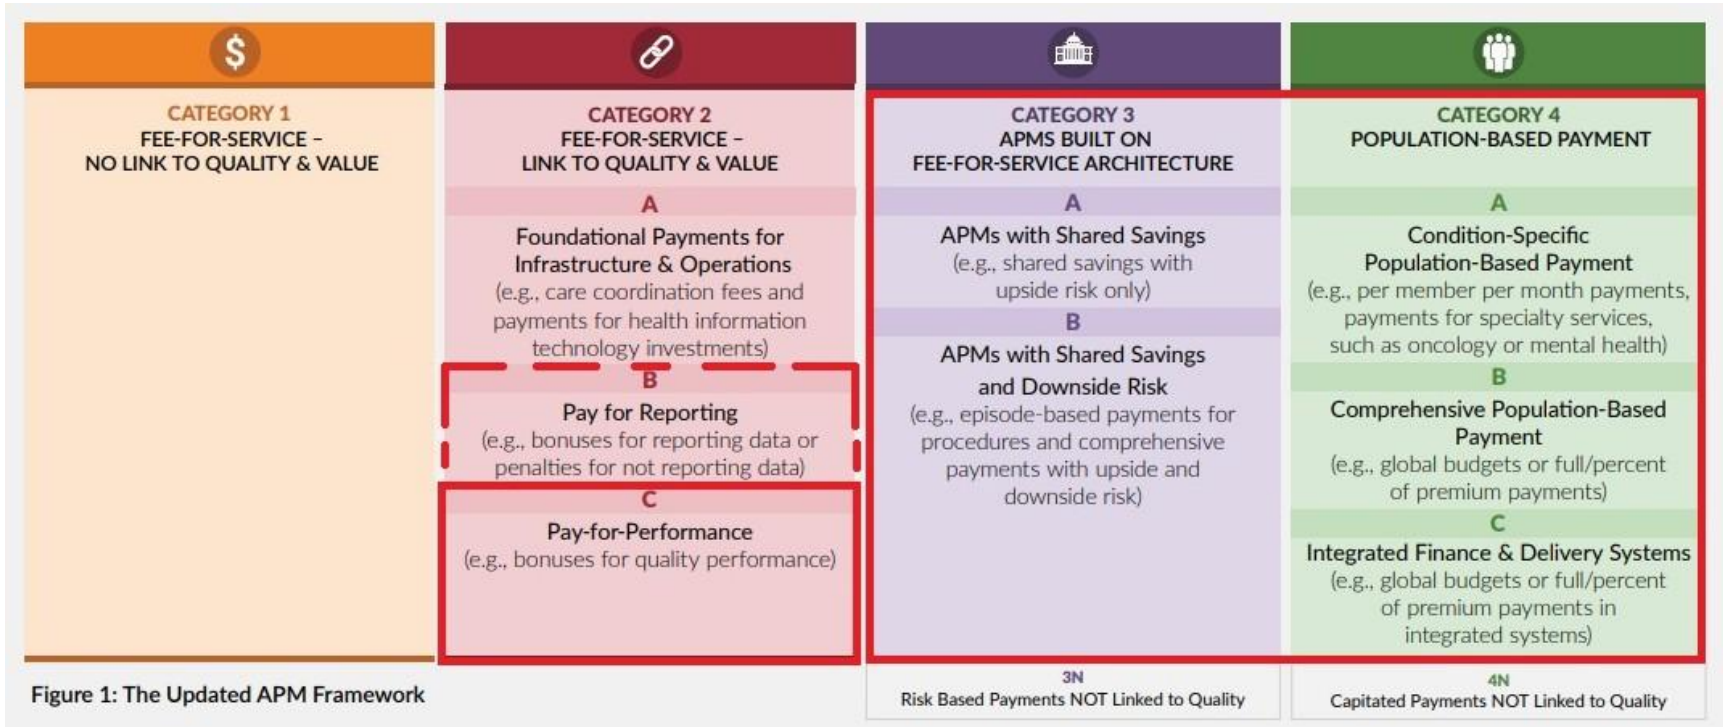 $
CATEGORY 1
FEE-FOR-SERVICE –
NO LINK TO QUALITY & VALUE
CATEGORY 2
FEE-FOR-SERVICE –
LINK TO QUALITY & VALUE
A
Foundational Payments for
Infrastructure & Operations
(e.g., care coordination fees and
payments for health information
technology investments)
B
Pay for Reporting
(e.g., bonuses for reporting data or
penalties for not reporting data)
C
Pay-for-Performance
(e.g., bonuses for quality performance)
CATEGORY 3
APMS BUILT ON
FEE-FOR-SERVICE ARCHITECTURE
A
APMs with Shared Savings
(e.g., shared savings with
upside risk only)
B
APMs with Shared Savings
and Downside Risk
(e.g., episode-based payments for
procedures and comprehensive
payments with upside and
downside risk)
3N
Risk Based Payments NOT Linked to Quality
CATEGORY 4
POPULATION-BASED PAYMENT
A
Condition-Specific
Population-Based Payment
(e.g., per member per month payments,
payments for specialty services,
such as oncology or mental health)
B
Comprehensive Population-Based
Payment
(e.g., global budgets or full/percent
of premium payments)
C
Integrated Finance & Delivery Systems
(e.g., global budgets or full/percent
of premium payments in
integrated systems)
4N
Capitated Payments NOT Linked to Quality
Figure 1: The Updated APM Framework